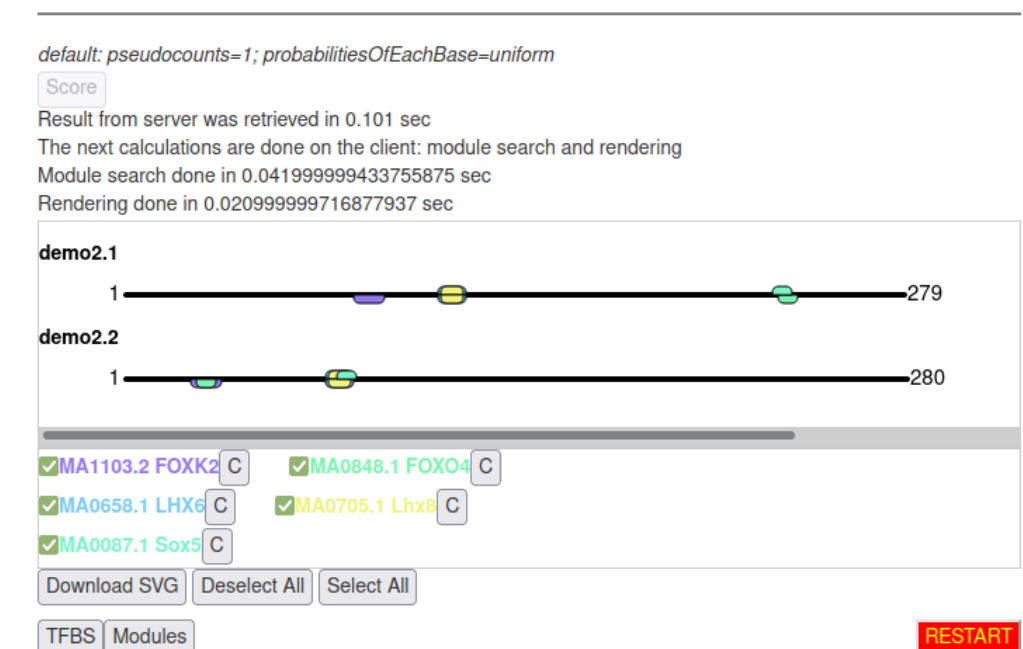 default: pseudocounts=1; probabilitiesOfEachBase=uniform
Score
Result from server was retrieved in 0.101 sec
The next calculations are done on the client: module search and rendering
Module search done in 0.041999999433755875 sec
Rendering done in 0.020999999716877937 sec
demo2.1
1 279
demo2.2
1 280
MA1103.2 FOXK2 C MA0848.1 FOXO4 C
MA0658.1 LHX6 C MA0705.1 Lhx8 C
MA0087.1 Sox5 C
Download SVG Deselect All Select All
TFBS Modules RESTART